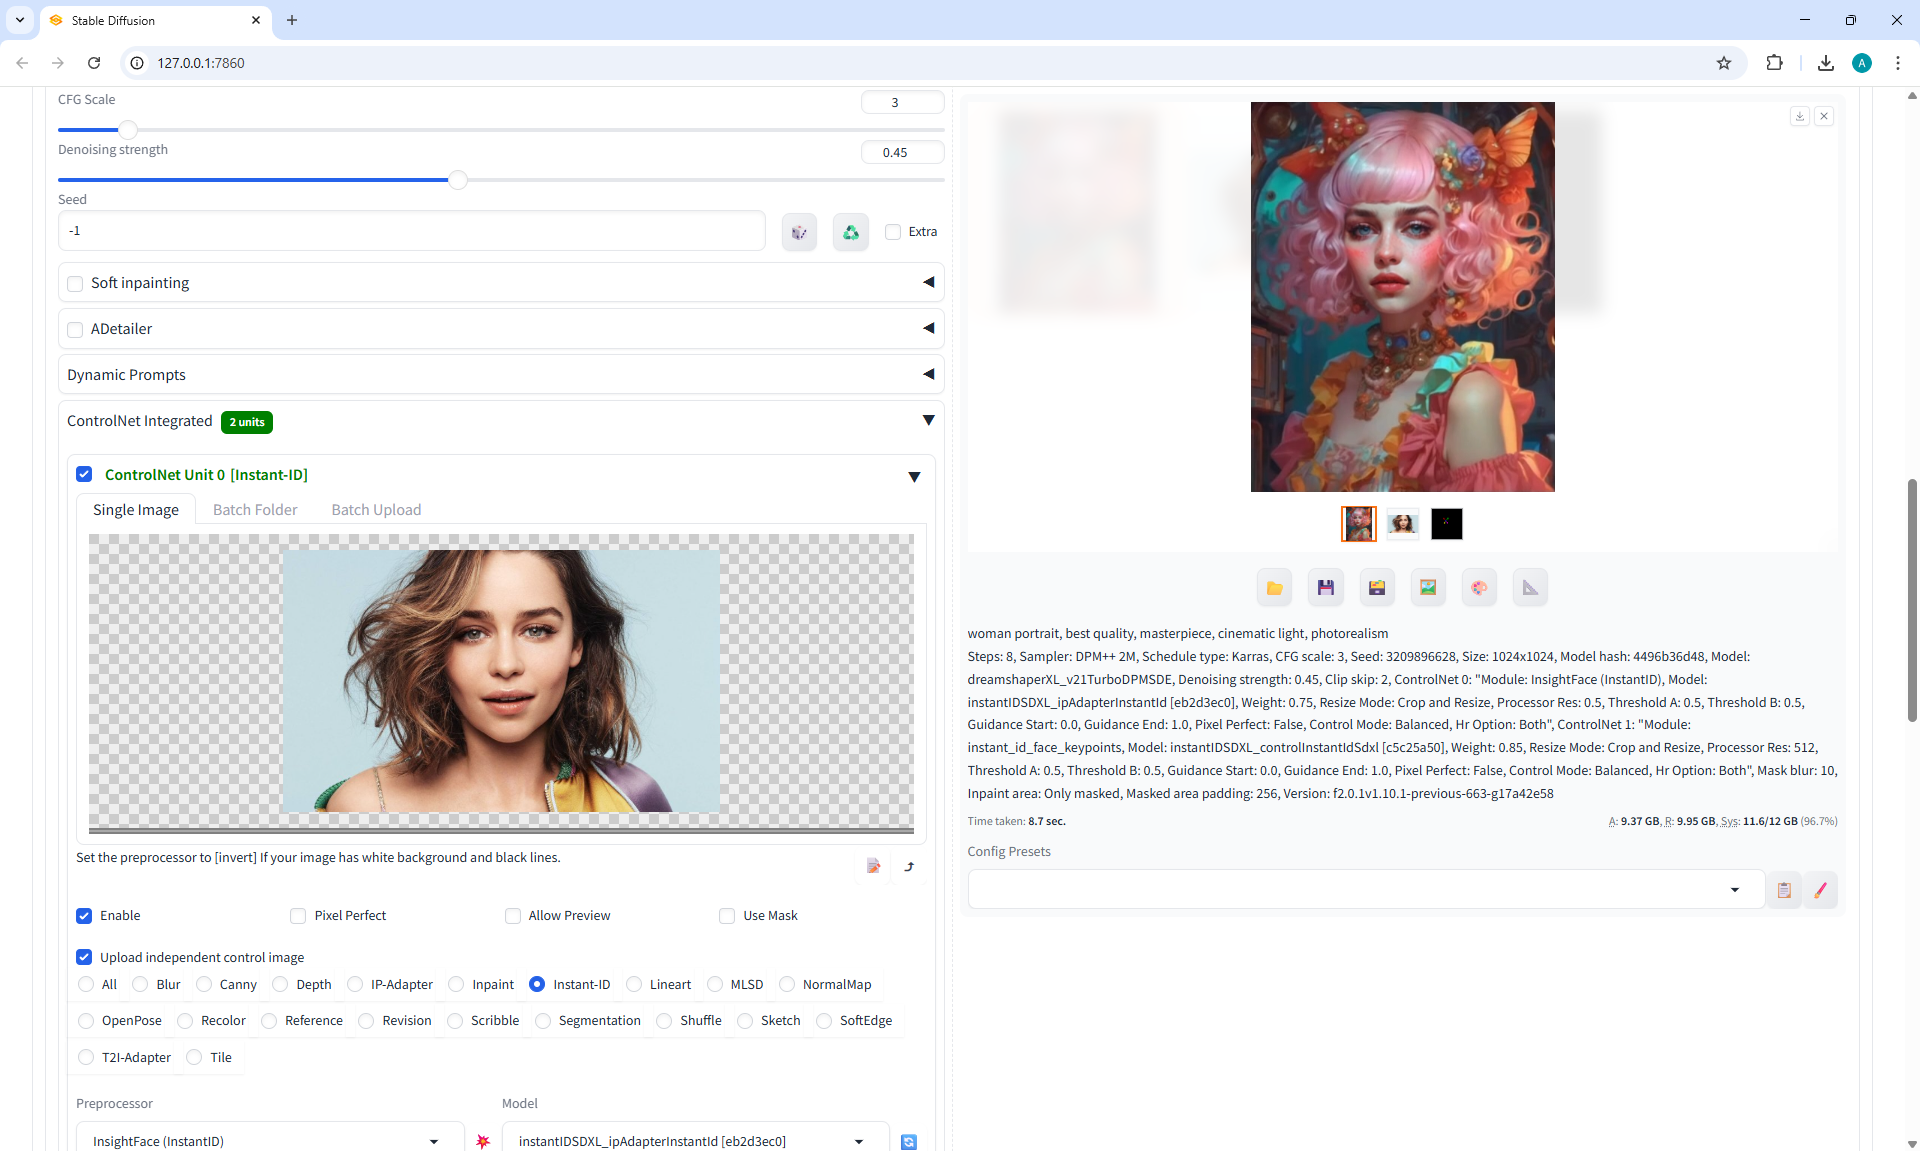 Stable Diffusion
127.0.0.1:7860
A
CFG Scale
3
Denoising strength
0.45
Seed
-1
Extra
Soft inpainting
ADetailer
Dynamic Prompts
ControlNet Integrated 2 units
ControlNet Unit 0 [Instant-ID]
Single Image Batch Folder Batch Upload
Set the preprocessor to [invert] If your image has white background and black lines.
Enable Pixel Perfect Allow Preview Use Mask
Upload independent control image
All Blur Canny Depth IP-Adapter Inpaint Instant-ID Lineart MLSD NormalMap
OpenPose Recolor Reference Revision Scribble Segmentation Shuffle Sketch SoftEdge
T2I-Adapter Tile
Preprocessor Model
InsightFace (InstantID) instantIDSDXL_ipAdapterInstantId [eb2d3ec0]
woman portrait, best quality, masterpiece, cinematic light, photorealism
Steps: 8, Sampler: DPM++ 2M, Schedule type: Karras, CFG scale: 3, Seed: 3209896628, Size: 1024x1024, Model hash: 4496b36d48, Model:
dreamshaperXL_v21TurboDPMSDE, Denoising strength: 0.45, Clip skip: 2, ControlNet 0: "Module: InsightFace (InstantID), Model:
instantIDSDXL_ipAdapterInstantId [eb2d3ec0], Weight: 0.75, Resize Mode: Crop and Resize, Processor Res: 0.5, Threshold A: 0.5, Threshold B: 0.5,
Guidance Start: 0.0, Guidance End: 1.0, Pixel Perfect: False, Control Mode: Balanced, Hr Option: Both", ControlNet 1: "Module:
instant_id_face_keypoints, Model: instantIDSDXL_controlInstantIdSdxl [c5c25a50], Weight: 0.85, Resize Mode: Crop and Resize, Processor Res: 512,
Threshold A: 0.5, Threshold B: 0.5, Guidance Start: 0.0, Guidance End: 1.0, Pixel Perfect: False, Control Mode: Balanced, Hr Option: Both", Mask blur: 10,
Inpaint area: Only masked, Masked area padding: 256, Version: f2.0.1v1.10.1-previous-663-g17a42e58
Time taken: 8.7 sec. A: 9.37 GB, R: 9.95 GB, Sys: 11.6/12 GB (96.7%)
Config Presets